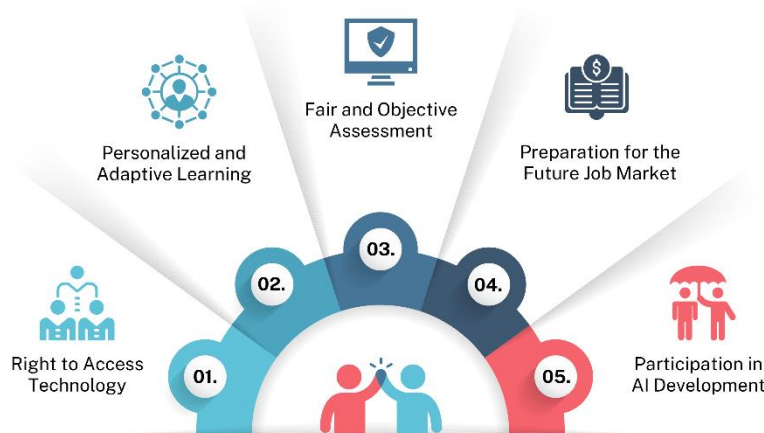 Right to Access
Technology
01.
Personalized and
Adaptive Learning
02.
Fair and Objective
Assessment
03.
$
Preparation for the
Future Job Market
04.
Participation in
AI Development
05.